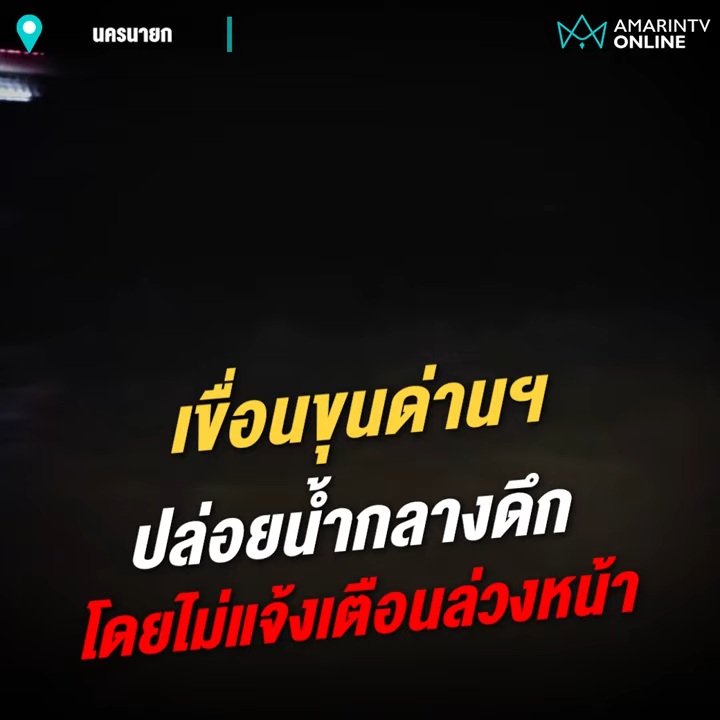 นครนายก
AMARINTV
ONLINE
เขื่อนขุนด่านฯ
ปล่อยน้ำกลางดึก
โดยไม่แจ้งเตือนล่วงหน้า